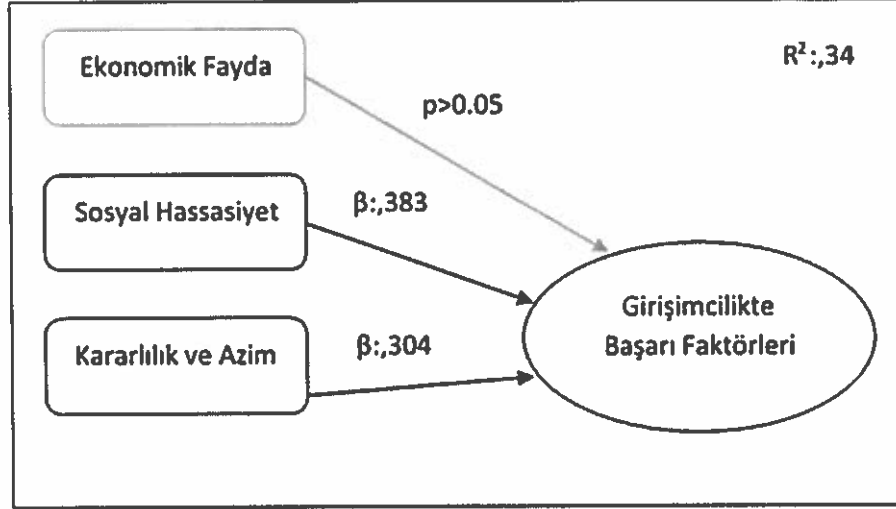 Ekonomik Fayda
R²:,34
p>0.05
Sosyal Hassasiyet
β:,383
Girişimcilikte
Başarı Faktörleri
Kararlılık ve Azim
β:,304